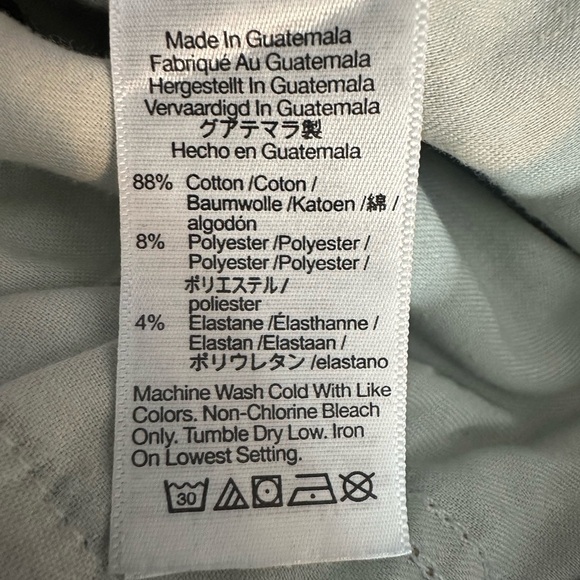 Made In Guatemala
Fabriqué Au Guatemala
Hergestellt In Guatemala
Vervaardigd In Guatemala
グアテマラ製
Hecho en Guatemala
88% Cotton /Coton /
Baumwolle /Katoen /綿 /
algodón
8% Polyester /Polyester /
Polyester /Polyester /
ポリエステル /
poliester
4% Elastane /Élasthanne /
Elastan /Elastaan /
ポリウレタン /elastano
Machine Wash Cold With Like
Colors. Non-Chlorine Bleach
Only. Tumble Dry Low. Iron
On Lowest Setting.
30